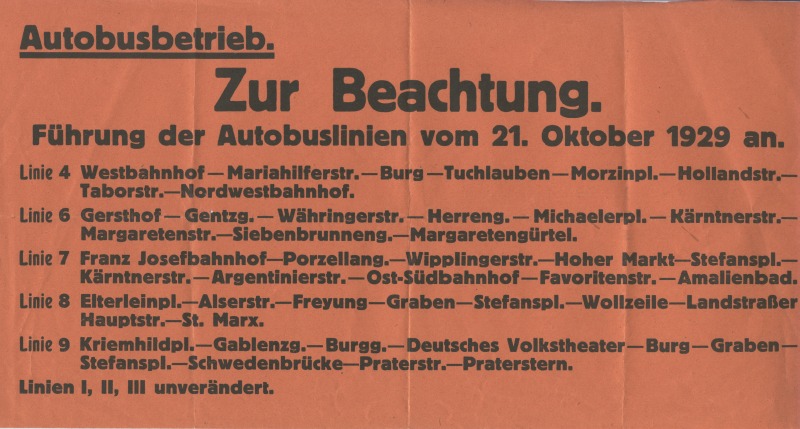 Autobusbetrieb.
Zur Beachtung.
Führung der Autobuslinien vom 21. Oktober 1929 an.
Linie 4 Westbahnhof—Mariahilferstr.—Burg—Tuchlauben—Morzinpl.—Hollandstr.—
Taborstr.—Nordwestbahnhof.
Linie 6 Gersthof—Gentzg.—Währingerstr.—Herreng.—Michaelerpl.—Kärntnerstr.—
Margaretenstr.—Siebenbrunneng.—Margaretengürtel.
Linie 7 Franz Josefbahnhof—Porzellang.—Wipplingerstr.—Hoher Markt—Stefanspl.—
Kärntnerstr.—Argentinierstr.—Ost-Südbahnhof—Favoritenstr.—Amalienbad.
Linie 8 Elterleinpl.—Alserstr.—Freyung—Graben—Stefanspl.—Wollzeile—Landstraßer
Hauptstr.—St. Marx.
Linie 9 Kriemhildpl.—Gablenzg.—Burgg.—Deutsches Volkstheater—Burg—Graben—
Stefanspl.—Schwedenbrücke—Praterstr.—Praterstern.
Linien I, II, III unverändert.